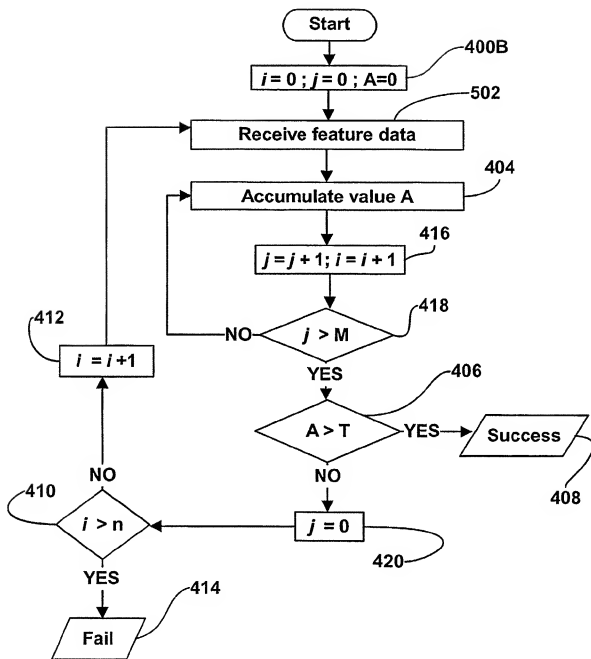 Start
400B
i = 0 ; j = 0 ; A=0
502
Receive feature data
Accumulate value A
404
416
j = j + 1; i = i + 1
412
418
NO
j > M
i = i +1
YES
406
A > T
YES
Success
NO
NO
408
410
i > n
j = 0
420
YES
414
Fail